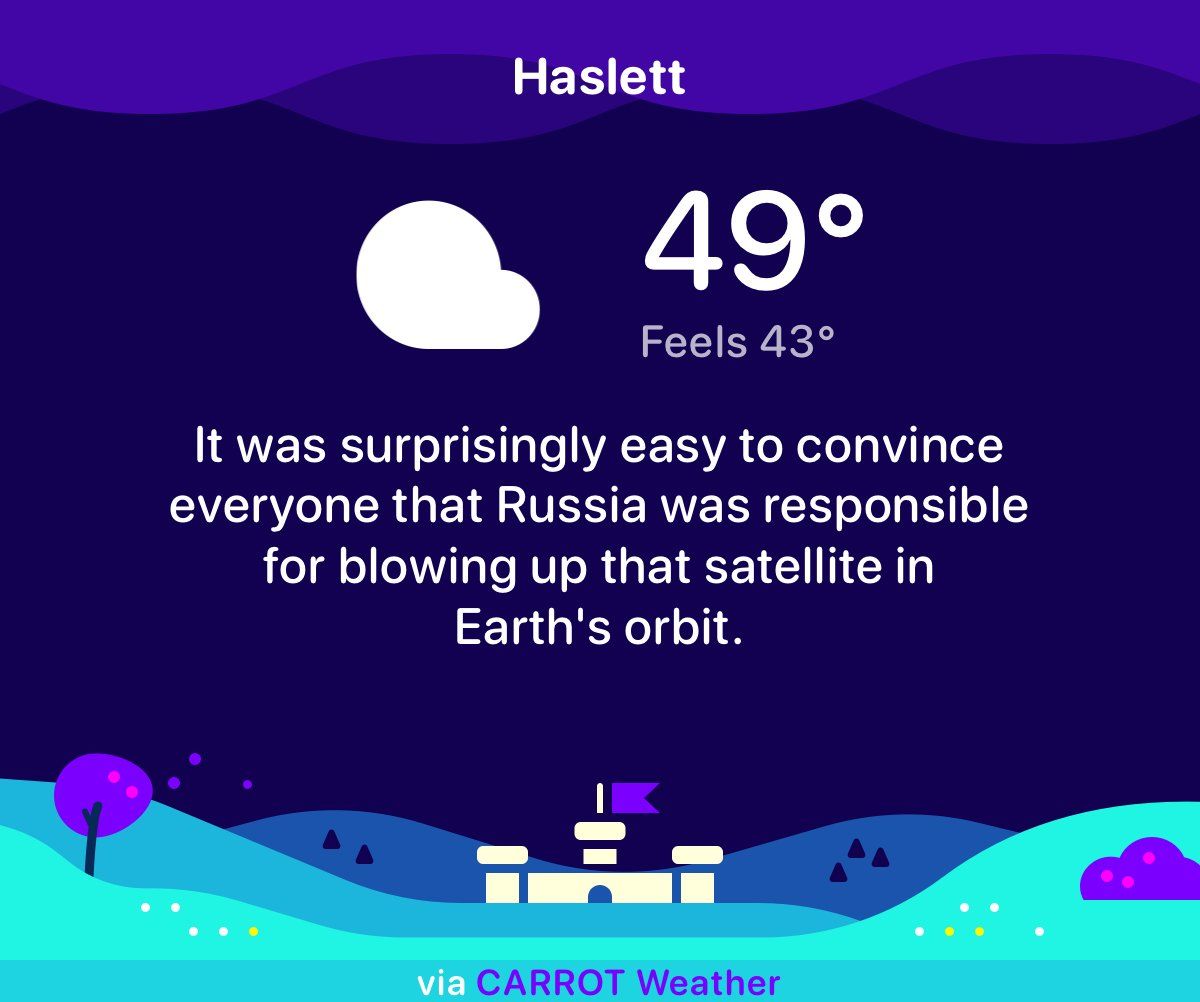 Haslett
49°
Feels 43°
It was surprisingly easy to convince
everyone that Russia was responsible
for blowing up that satellite in
Earth's orbit.
via CARROT Weather